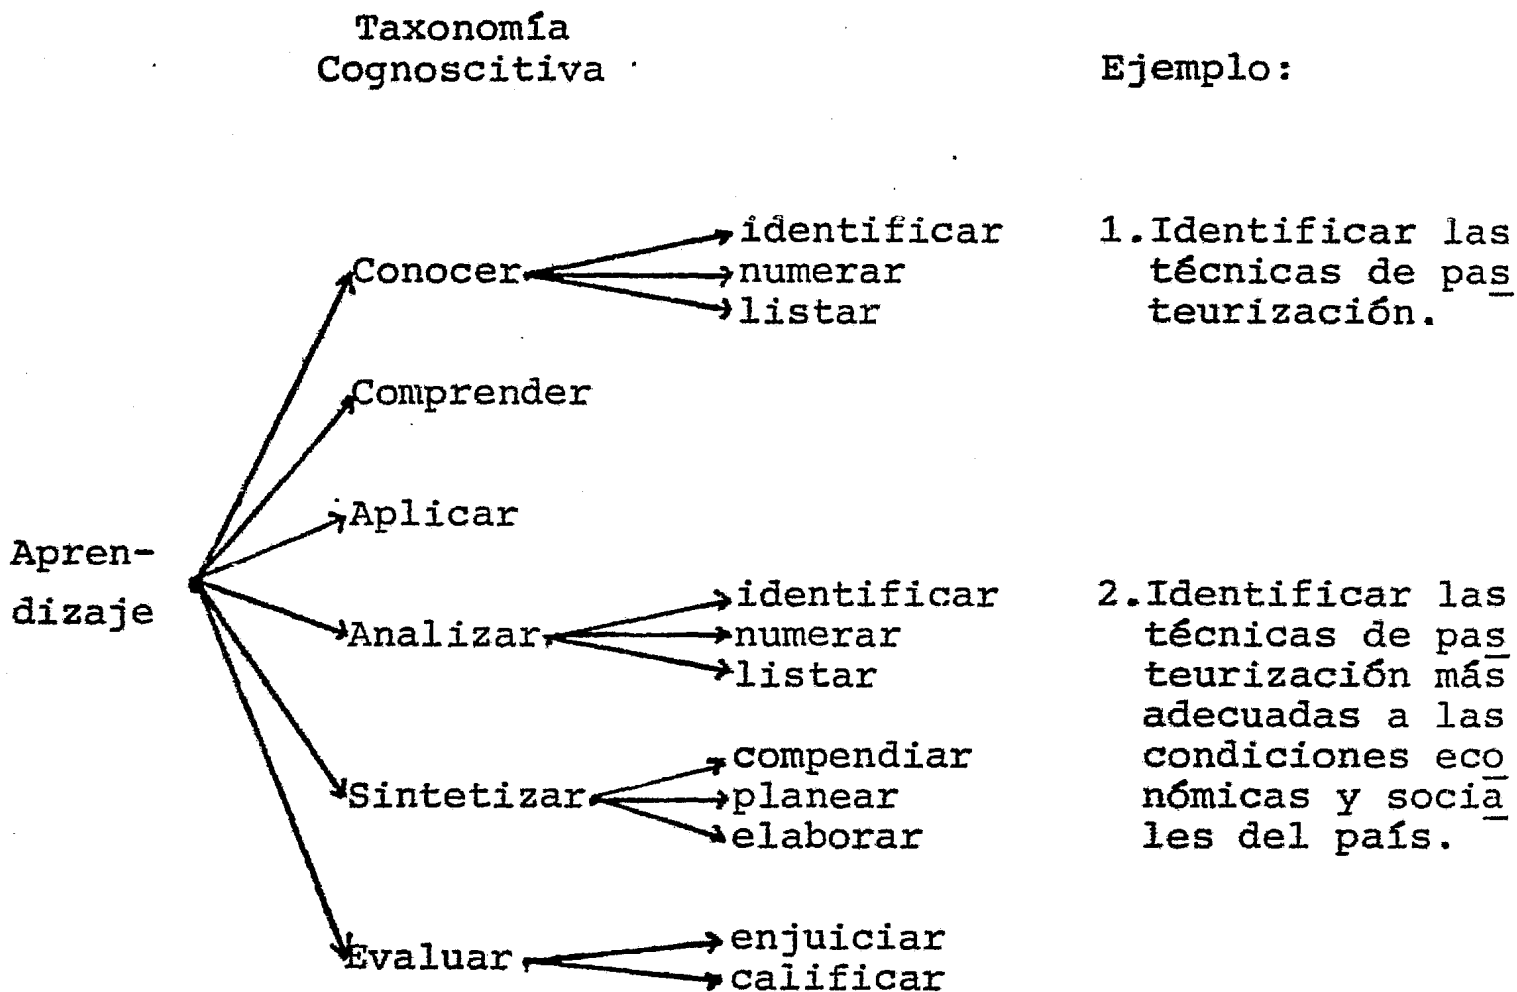 Taxonomía
Cognoscitiva
Ejemplo:
identificar
1.Identificar las
Conocer
numerar
técnicas de pas
listar
teurización.
Comprender
Aplicar
Apren-
dizaje
identificar
2.Identificar las
Analizar
numerar
técnicas de pas
listar
teurización más
adecuadas a las
compendiar
condiciones eco
Sintetizar
planear
nómicas y socia
elaborar
les del país.
enjuiciar
Evaluar
calificar